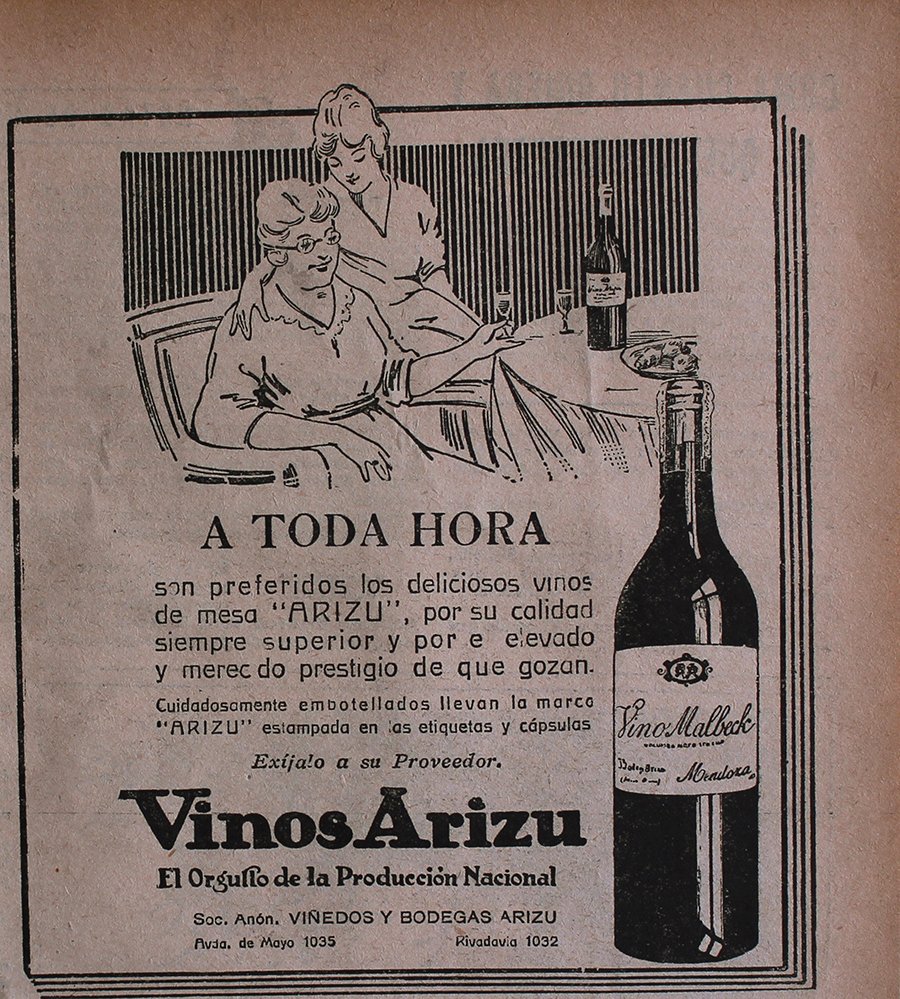 Vinos Arizu
A TODA HORA
son preferidos los deliciosos vinos
de mesa "ARIZU", por su calidad
siempre superior y por e elevado
y merec do prestigio de que gozan.
Cuidadosamente embotellados llevan la marca
"ARIZU" estampada en las etiquetas y cápsulas
Exíjalo a su Proveedor.
Vinos Arizu
El Orgullo de la Producción Nacional
Soc. Anón. VIÑEDOS Y BODEGAS ARIZU
Avda. de Mayo 1035 Rivadavia 1032
Vino Malbeck
Mendoza